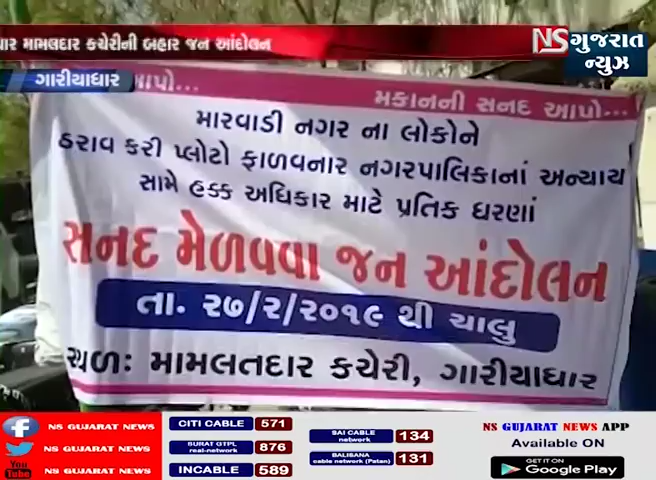 ધાર મામલદાર કચેરીની બહાર જન આંદોલન
NS ગુજરાત
ન્યુઝ
ગારીયાધાર
આપો...
મકાનની સનદ આપો...
મારવાડી નગર ના લોકોને
ઠરાવ કરી પ્લોટો ફાળવનાર નગરપાલિકાનાં અન્યાય
સામે હક્ક અધિકાર માટે પ્રતિક ધરણાં
સનદ મેળવવા જન આંદોલન
તા. ૨૭/૨/૨૦૧૯ થી ચાલુ
સ્થળઃ મામલતદાર કચેરી, ગારીયાધાર
NS GUJARAT NEWS
NS GUJARAT NEWS
You Tube NS GUJARAT NEWS
CITI CABLE 571
SURAT GTPL real-network 876
INCABLE 589
SAI CABLE network 134
BALISANA cable network (Patan) 131
NS GUJARAT NEWS APP
Available ON
GET IT ON
Google Play